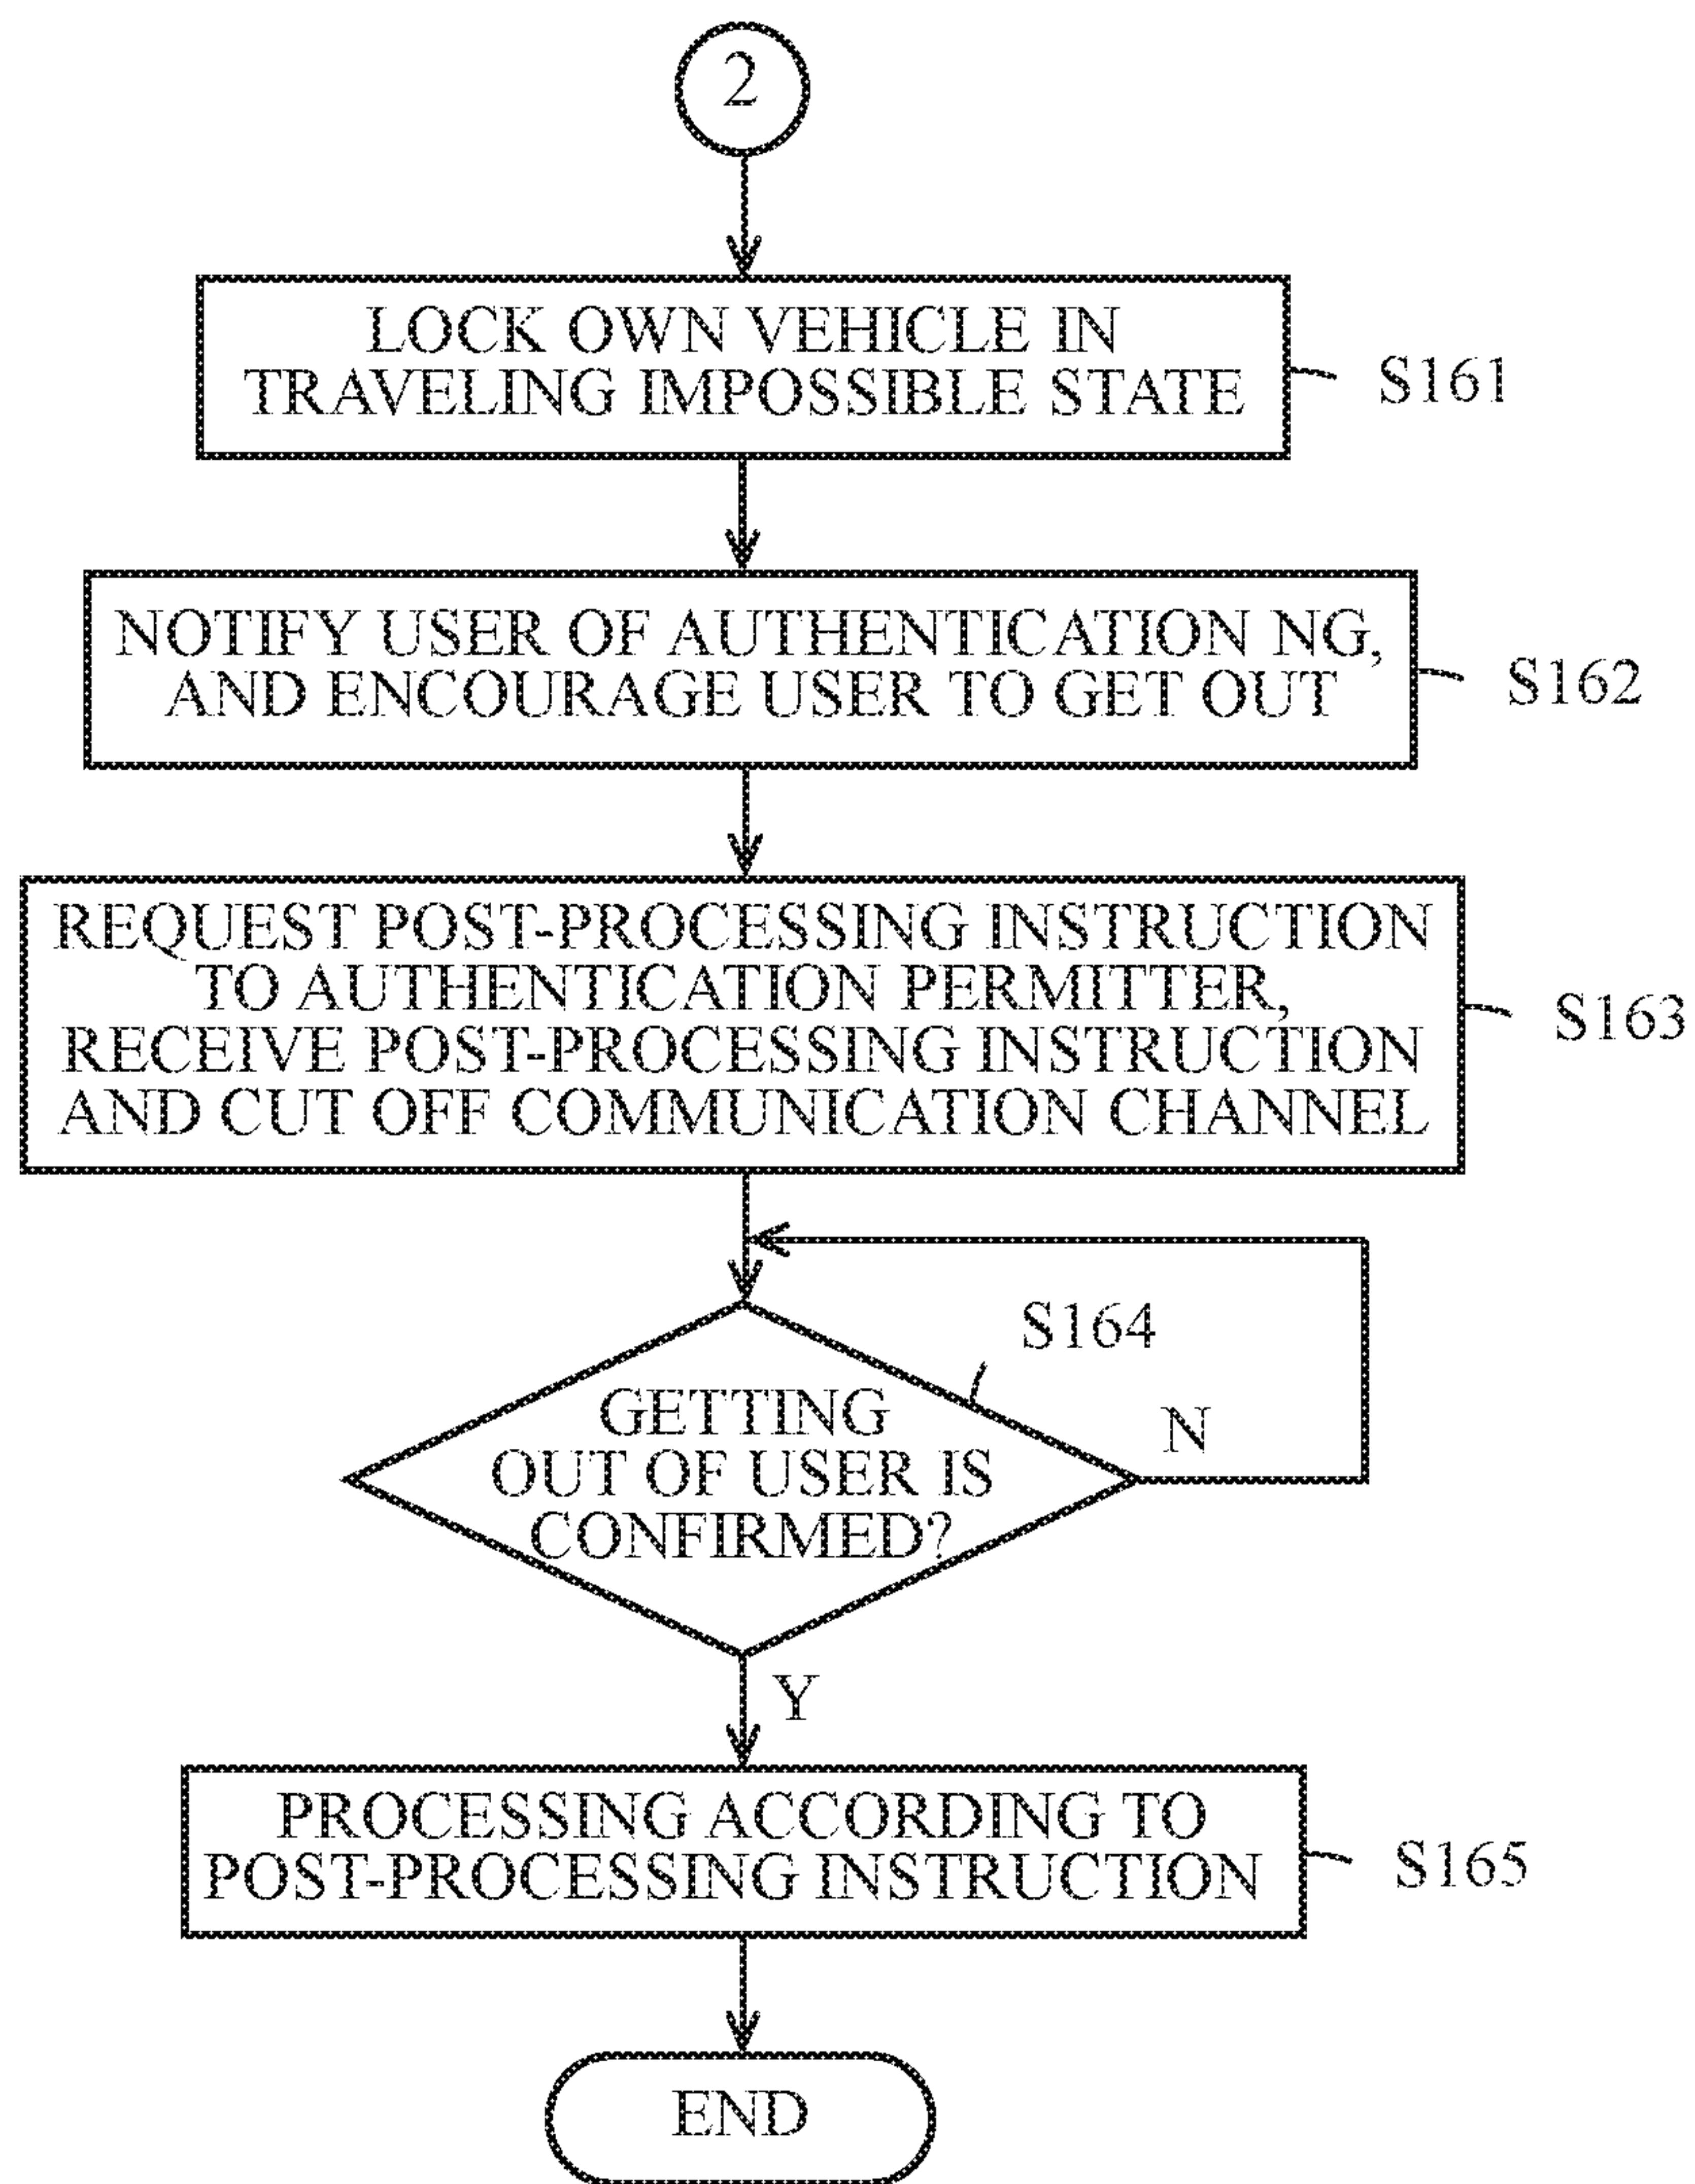 2
LOCK OWN VEHICLE IN
TRAVELING IMPOSSIBLE STATE
S161
NOTIFY USER OF AUTHENTICATION NG,
AND ENCOURAGE USER TO GET OUT
S162
REQUEST POST-PROCESSING INSTRUCTION
TO AUTHENTICATION PERMITTER,
RECEIVE POST-PROCESSING INSTRUCTION
AND CUT OFF COMMUNICATION CHANNEL
S163
S164
GETTING
OUT OF USER IS
CONFIRMED?
N
Y
PROCESSING ACCORDING TO
POST-PROCESSING INSTRUCTION
S165
END